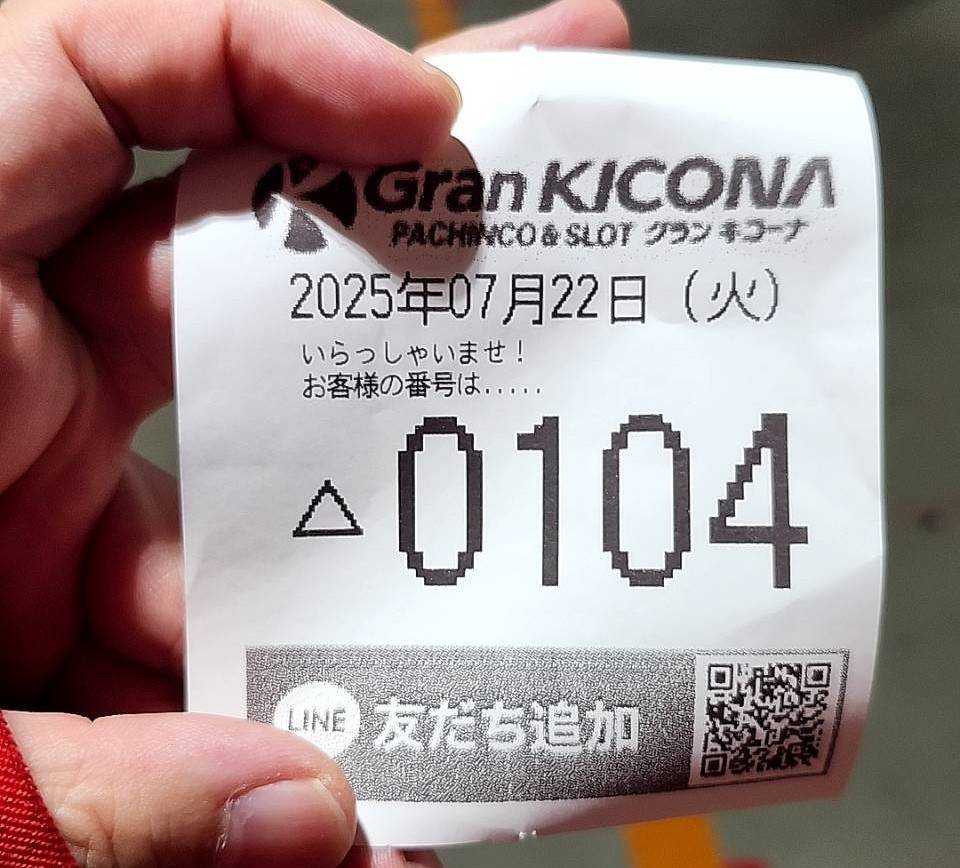 Gran KICONA
PACHINCO & SLOT グランキコーナ
2025年07月22日（火）
いらっしゃいませ！
お客様の番号は.....
△0104
LINE 友だち追加